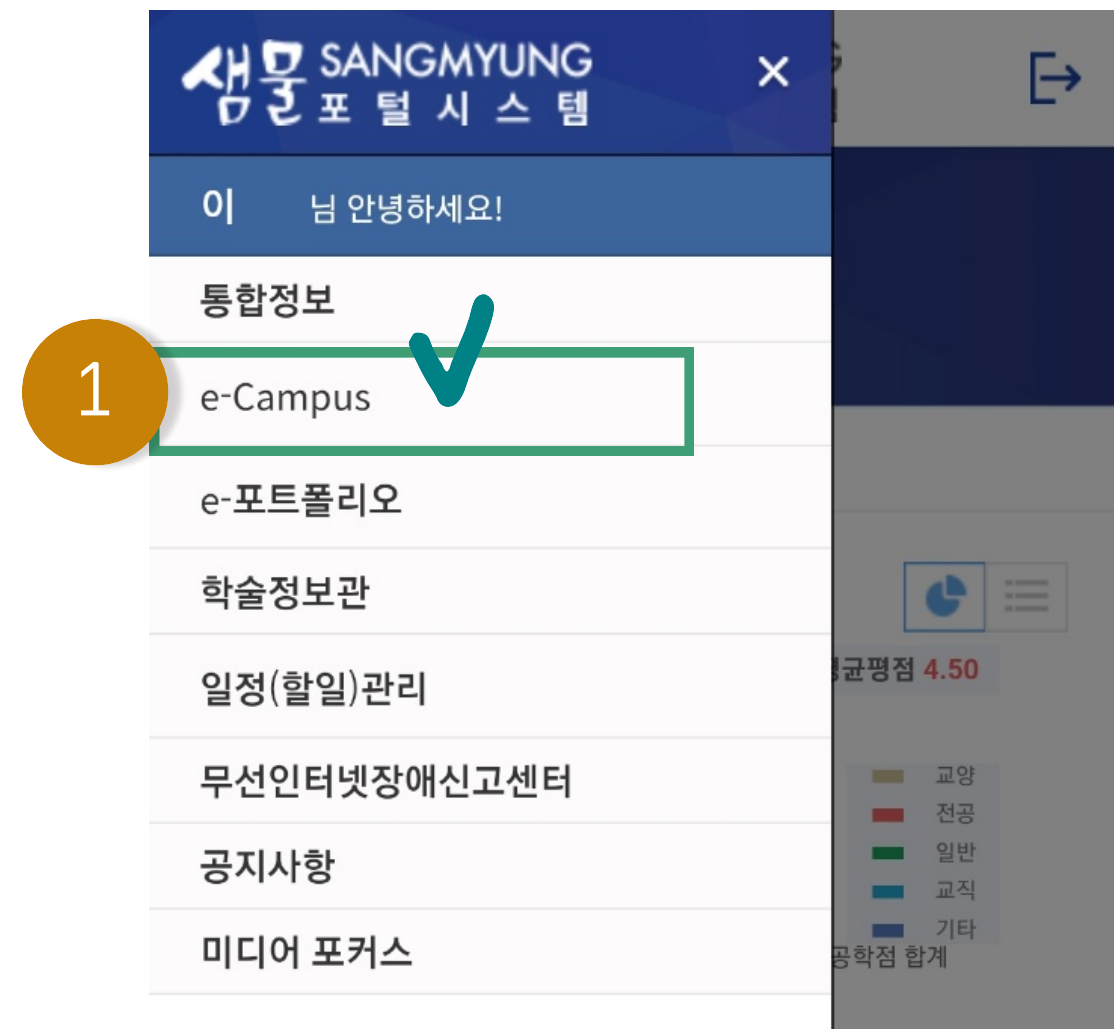 샘물 SANGMYUNG
포털시스템
이 님 안녕하세요!
통합정보
1
e-Campus
e-포트폴리오
학술정보관
일정(할일)관리
무선인터넷장애신고센터
공지사항
미디어 포커스
평균평점 4.50
교양
전공
일반
교직
기타
공학점 합계